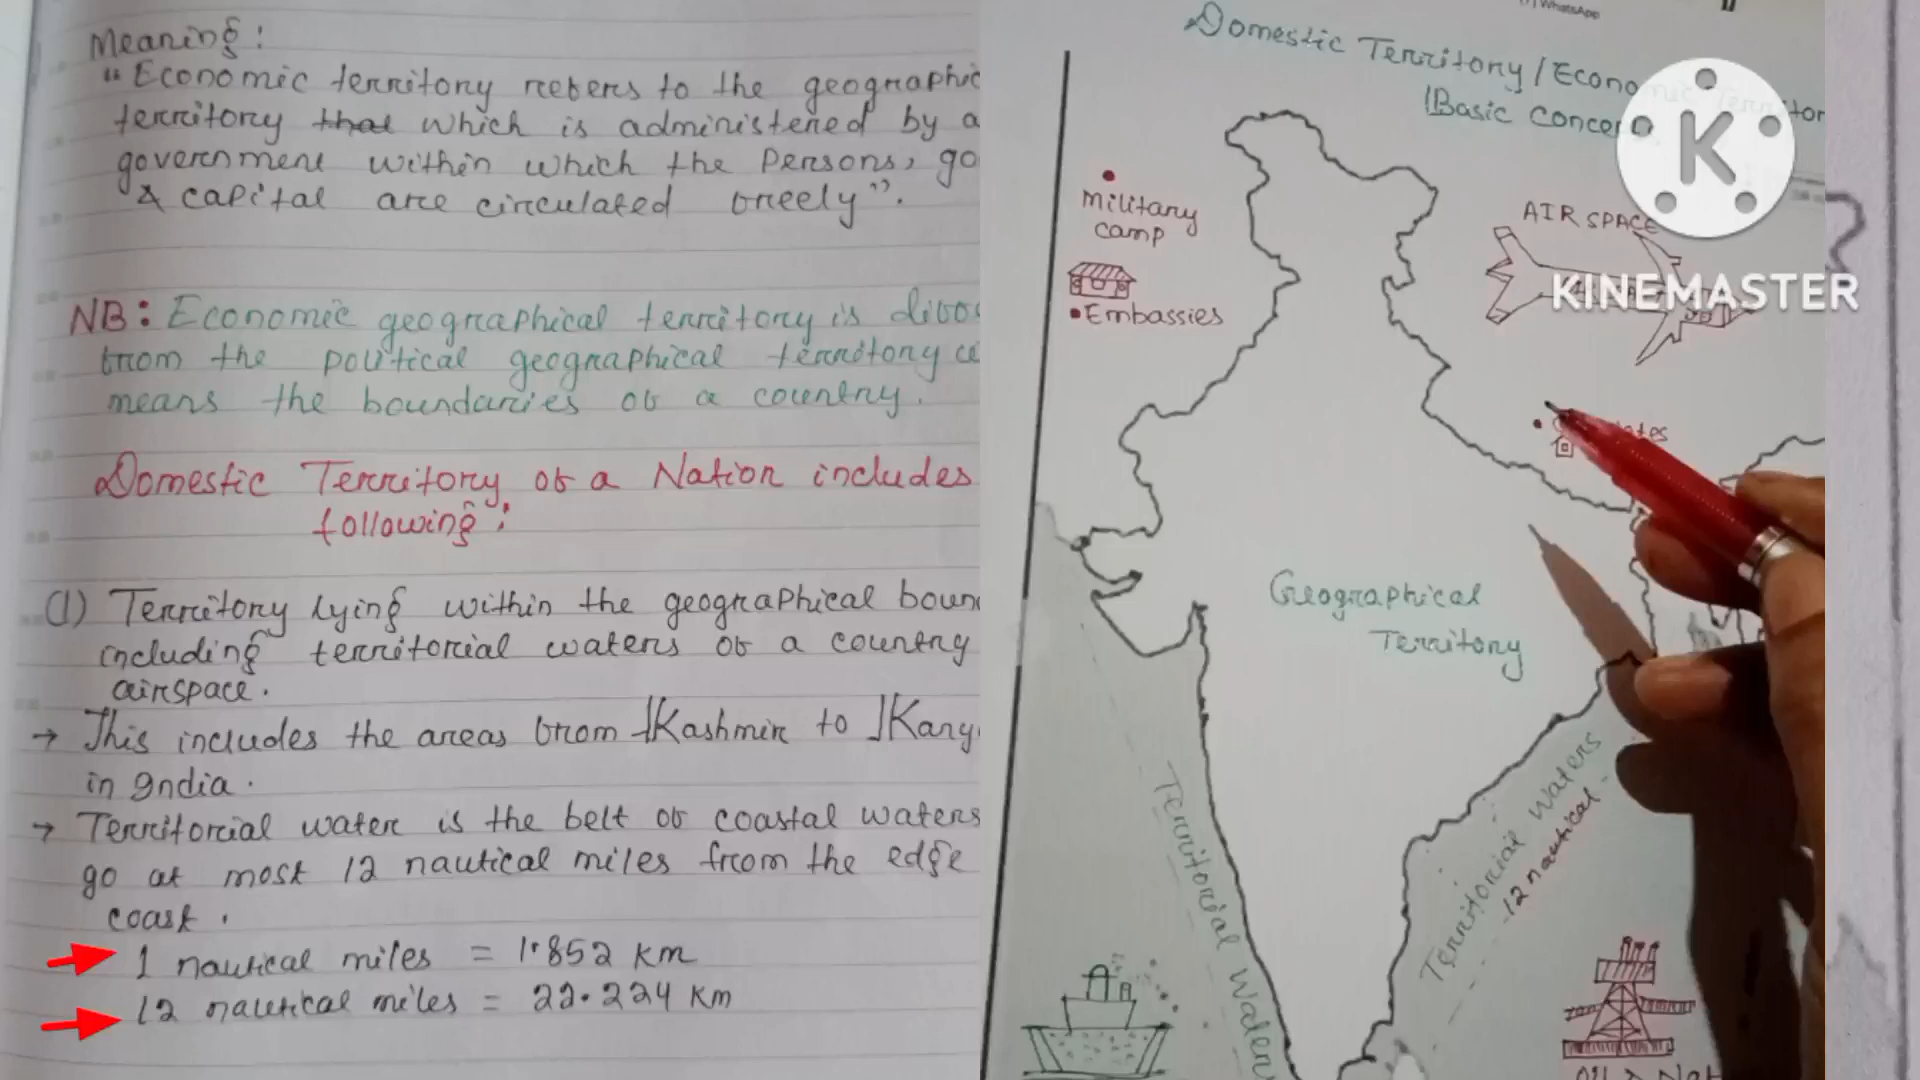 Meaning:
"Economic territory refers to the geographic
territory that which is administered by a
government within which the persons, go
& capital are circulated freely".
NB: Economic geographical territory is
from the political geographical territory
means the boundaries of a country.
Domestic Territory of a Nation includes
following:
(1) Territory lying within the geographical boun
including territorial waters of a country
airspace.
→ This includes the areas from Kashmir to Kany
in India.
→ Territorial water is the belt of coastal waters
go at most 12 nautical miles from the edge
coast.
1 nautical miles = 1.852 KM
12 nautical miles = 22.224 KM
WhatsApp
Domestic Territory / Econo
Basic Concep
Military
camp
Embassies
AIR SPACE
KINEMASTER
Geographical
Territory
Territorial Waters
Territorial Waters
12 nautical